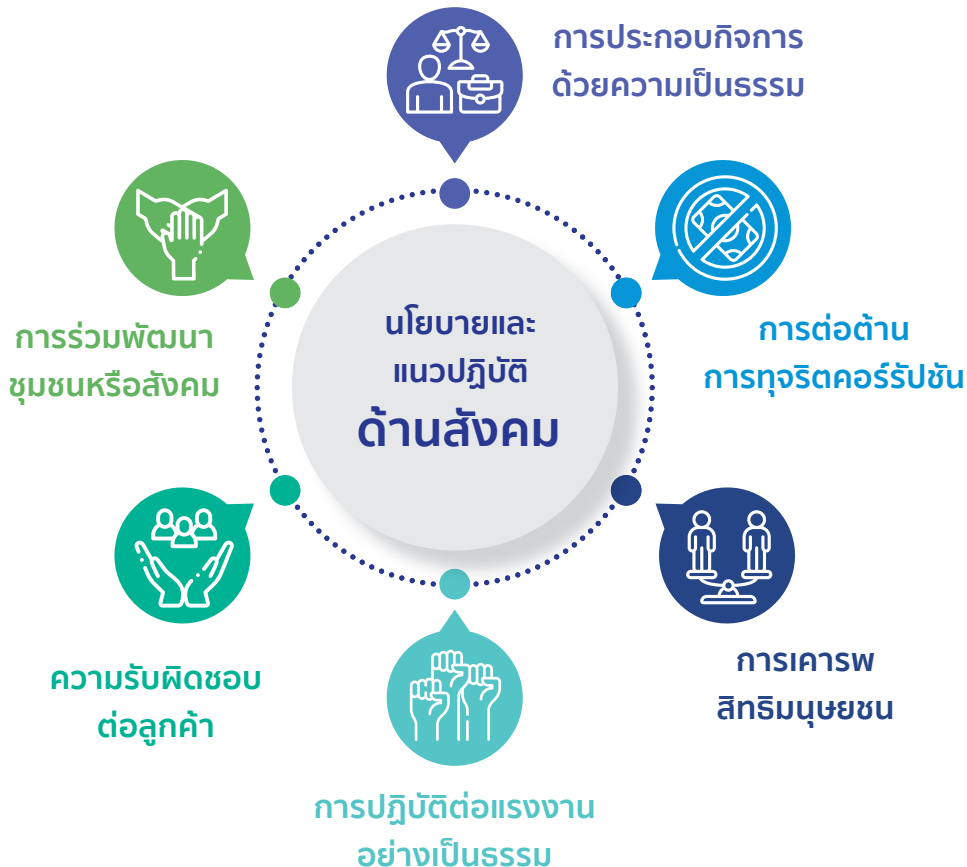 การประกอบกิจการ
ด้วยความเป็นธรรม
การร่วมพัฒนา
ชุมชนหรือสังคม
นโยบายและ
แนวปฏิบัติ
ด้านสังคม
การต่อต้าน
การทุจริตคอร์รัปชัน
ความรับผิดชอบ
ต่อลูกค้า
การเคารพ
สิทธิมนุษยชน
การปฏิบัติต่อแรงงาน
อย่างเป็นธรรม